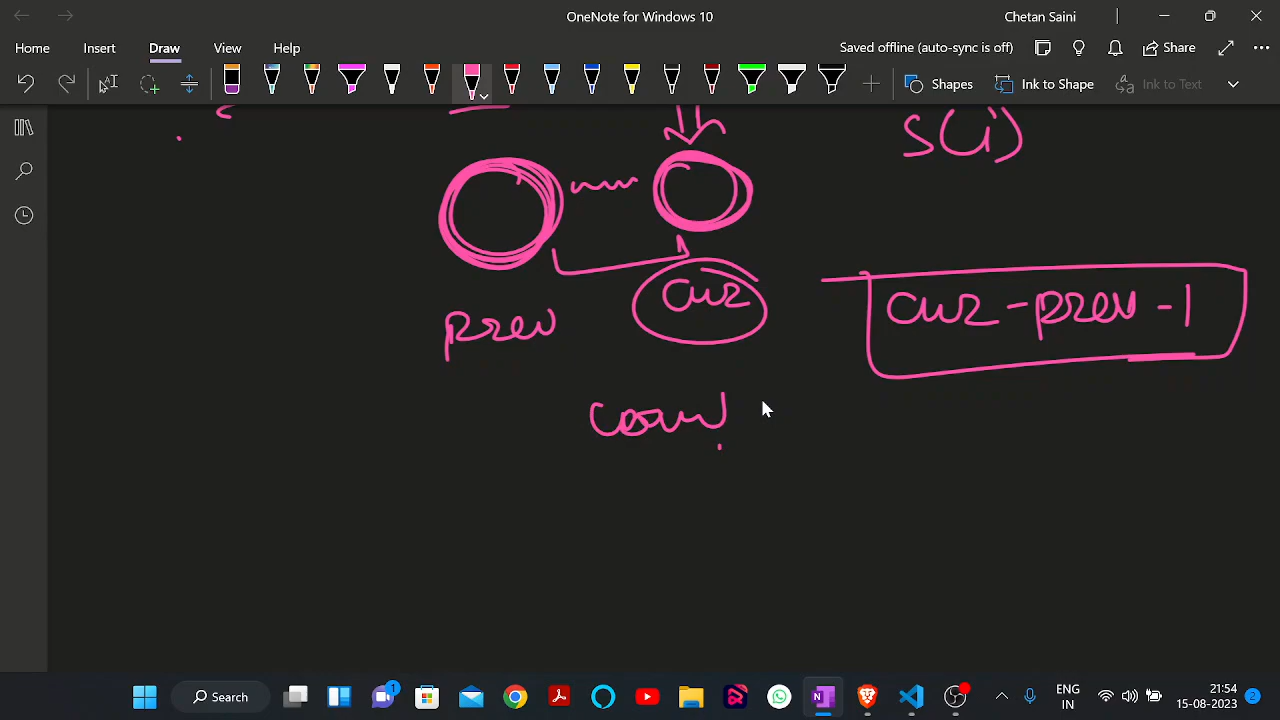 OneNote for Windows 10
Chetan Saini
Home Insert Draw View Help
Saved offline (auto-sync is off)
Share
Shapes
Ink to Shape
Ink to Text
S(i)
cur
prev
cur-prev-1
Search
1
ENG
IN
21:54
15-08-2023
2